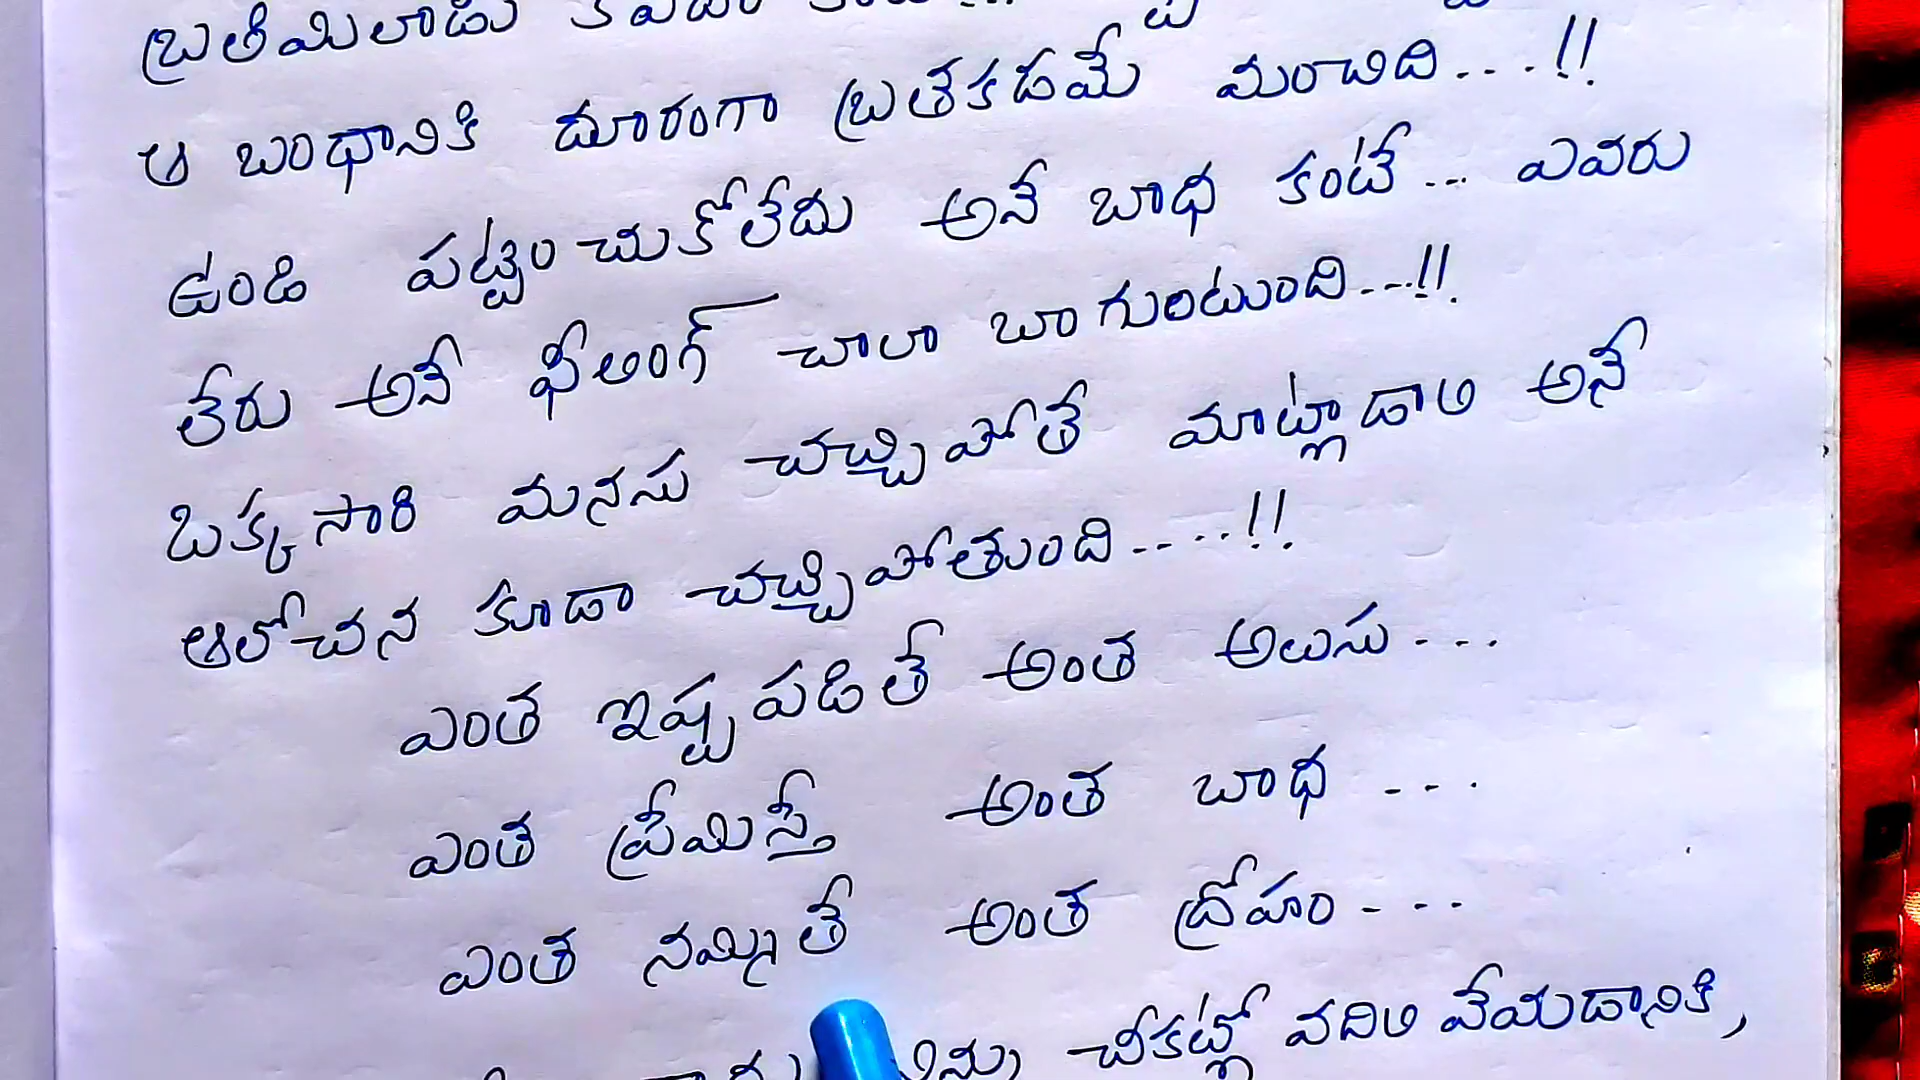 బ్రతిమిలాడు
ఆ బంధానికి దూరంగా బ్రతకడమే మంచిది...!!
ఉండి పట్టించుకోలేదు అనే బాధ కంటే... ఎవరు
లేరు అనే ఫీలింగ్ చాలా బాగుంటుంది...!!
ఒక్కసారి మనసు చచ్చిపోతే మాట్లాడాలి అనే
ఆలోచన కూడా చచ్చిపోతుంది....!!
ఎంత ఇష్టపడితే అంత అలుసు...
ఎంత ప్రేమిస్తే అంత బాధ ...
ఎంత నమ్మితే అంత ద్రోహం...
చీకట్లో వదిలి వేయడానికి,